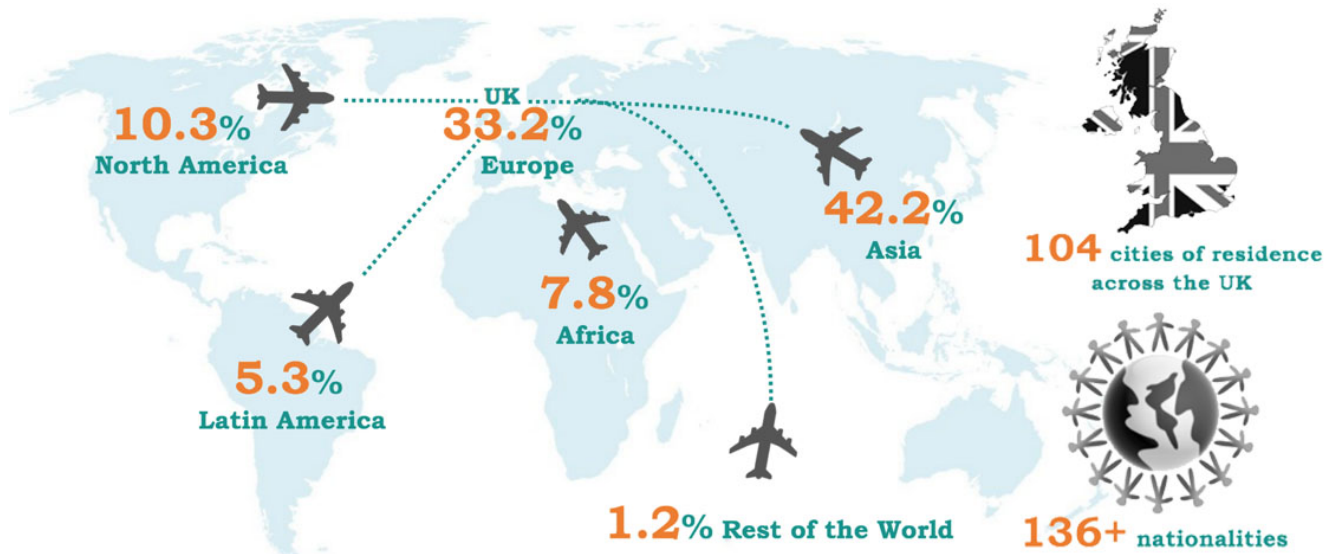 UK
10.3%
North America
33.2%
Europe
42.2%
Asia
7.8%
Africa
5.3%
Latin America
1.2% Rest of the World
104 cities of residence
across the UK
136+ nationalities